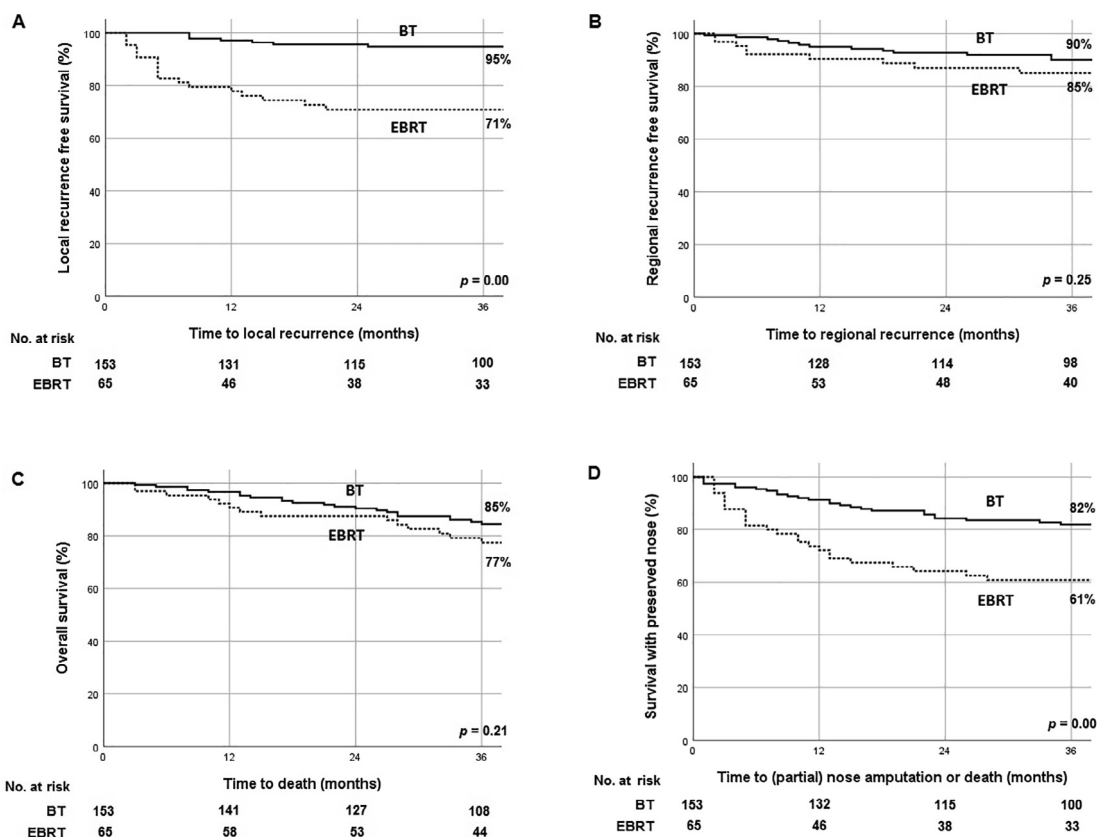 A
Local recurrence free survival (%)
100
80
60
40
20
0
BT
95%
EBRT
71%
p = 0.00
0 12 24 36
Time to local recurrence (months)
No. at risk
BT 153 131 115 100
EBRT 65 46 38 33
B
Regional recurrence free survival (%)
100
80
60
40
20
0
BT
90%
EBRT
85%
p = 0.25
0 12 24 36
Time to regional recurrence (months)
No. at risk
BT 153 128 114 98
EBRT 65 53 48 40
C
Overall survival (%)
100
80
60
40
20
0
BT
85%
EBRT
77%
p = 0.21
0 12 24 36
Time to death (months)
No. at risk
BT 153 141 127 108
EBRT 65 58 53 44
D
Survival with preserved nose (%)
100
80
60
40
20
0
BT
82%
EBRT
61%
p = 0.00
0 12 24 36
Time to (partial) nose amputation or death (months)
No. at risk
BT 153 132 115 100
EBRT 65 46 38 33